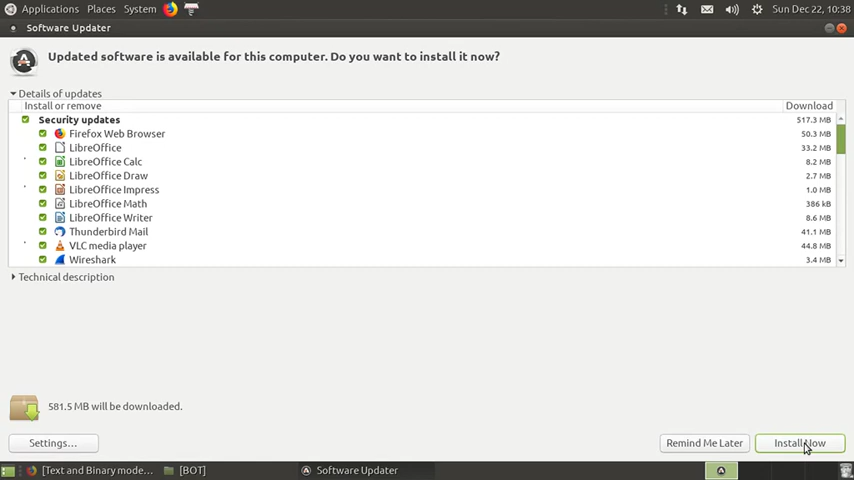 Applications Places System Sun Dec 22, 10:38
Software Updater
Updated software is available for this computer. Do you want to install it now?
Details of updates
Install or remove Download
Security updates 517.3 MB
Firefox Web Browser 50.3 MB
LibreOffice 33.2 MB
LibreOffice Calc 8.2 MB
LibreOffice Draw 2.7 MB
LibreOffice Impress 1.0 MB
LibreOffice Math 386 kB
LibreOffice Writer 8.6 MB
Thunderbird Mail 41.1 MB
VLC media player 44.8 MB
Wireshark 3.4 MB
Technical description
581.5 MB will be downloaded.
Settings... Remind Me Later Install Now
[Text and Binary mode... [BOT] Software Updater